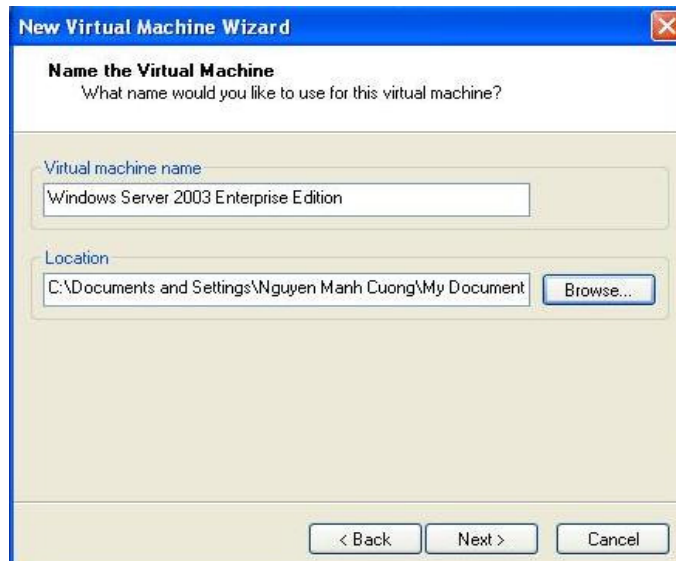 New Virtual Machine Wizard
Name the Virtual Machine
What name would you like to use for this virtual machine?
Virtual machine name
Windows Server 2003 Enterprise Edition
Location
C:\Documents and Settings\Nguyen Manh Cuong\My Document
Browse...
< Back
Next >
Cancel